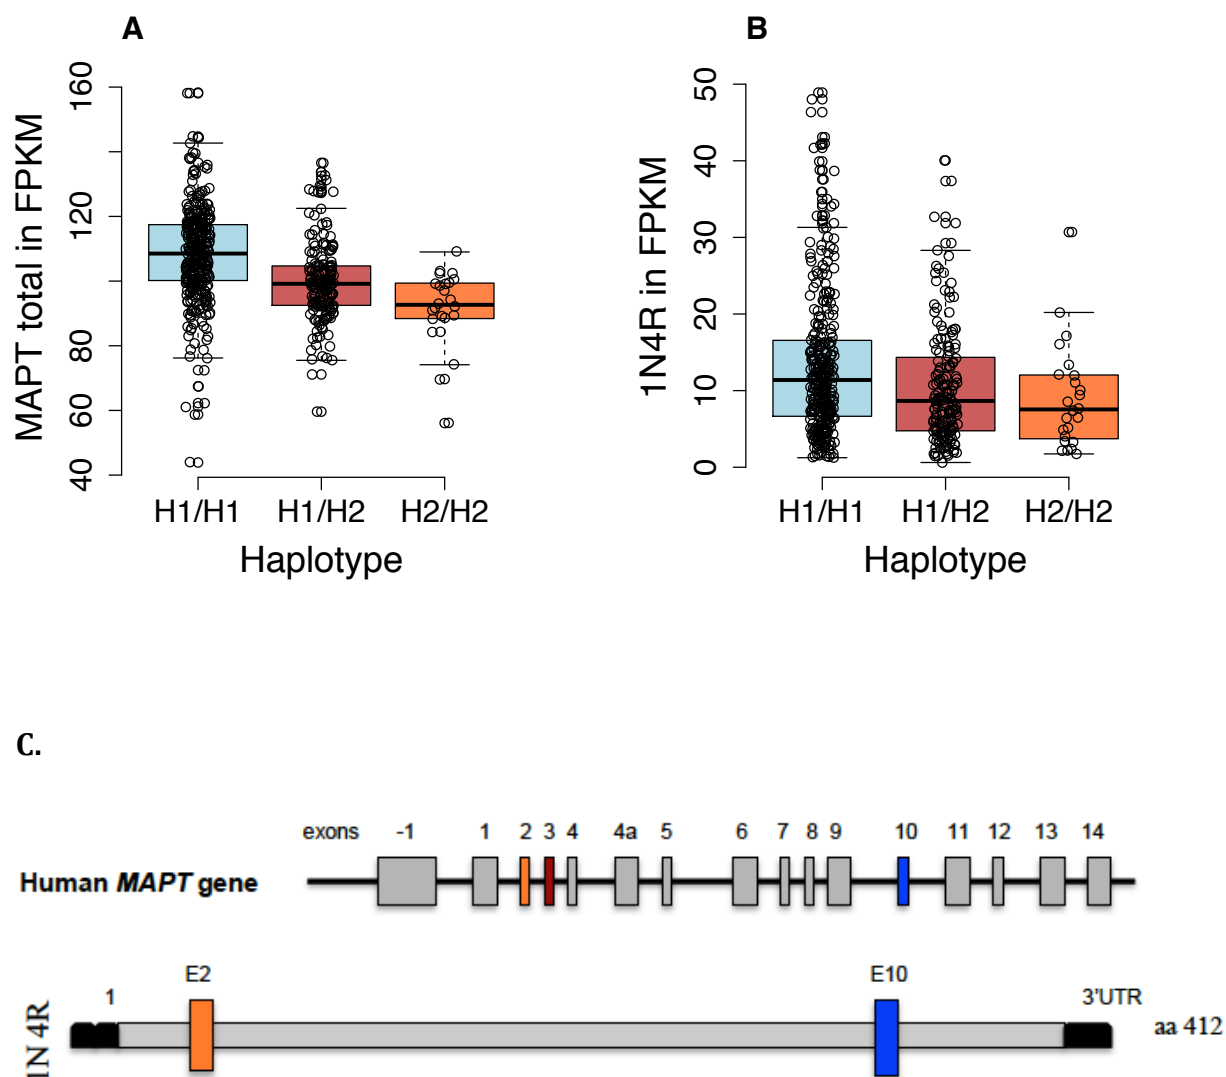 A
MAPT total in FPKM
160
120
80
60
40
H1/H1 H1/H2 H2/H2
Haplotype
B
1N4R in FPKM
50
40
30
20
10
0
H1/H1 H1/H2 H2/H2
Haplotype
C.
exons -1 1 2 3 4 4a 5 6 7 8 9 10 11 12 13 14
Human MAPT gene
E2 E10
1 3'UTR
1N 4R
aa 412